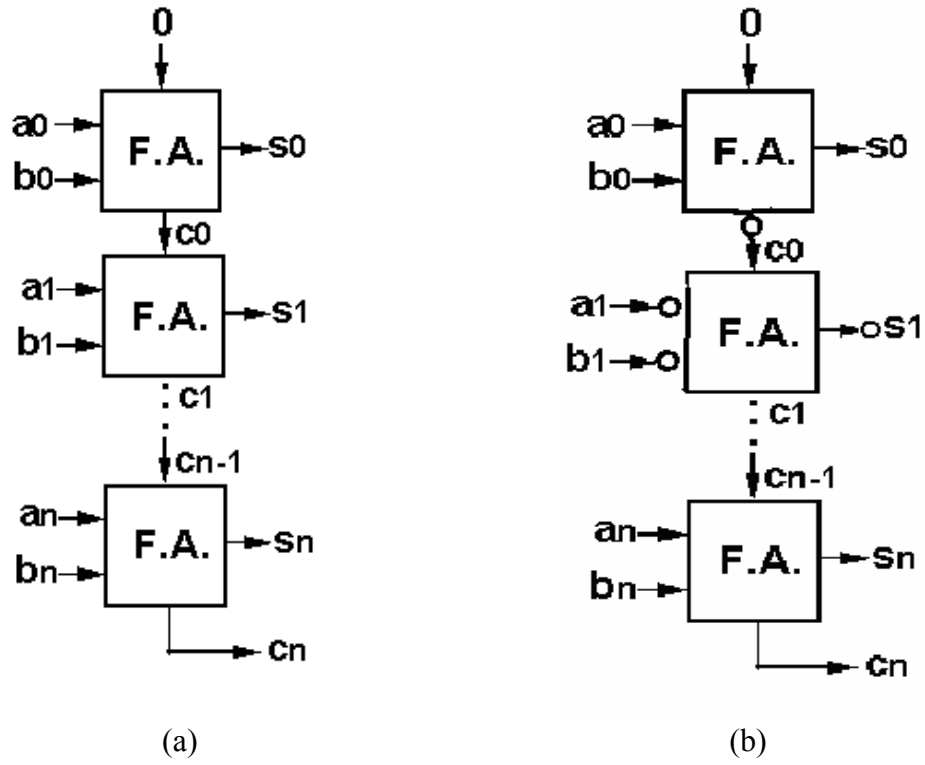 0
a0
b0
F.A.
s0
c0
a1
b1
F.A.
s1
c1
cn-1
an
bn
F.A.
sn
cn
(a)
0
a0
b0
F.A.
s0
c0
a1
b1
F.A.
s1
c1
cn-1
an
bn
F.A.
sn
cn
(b)